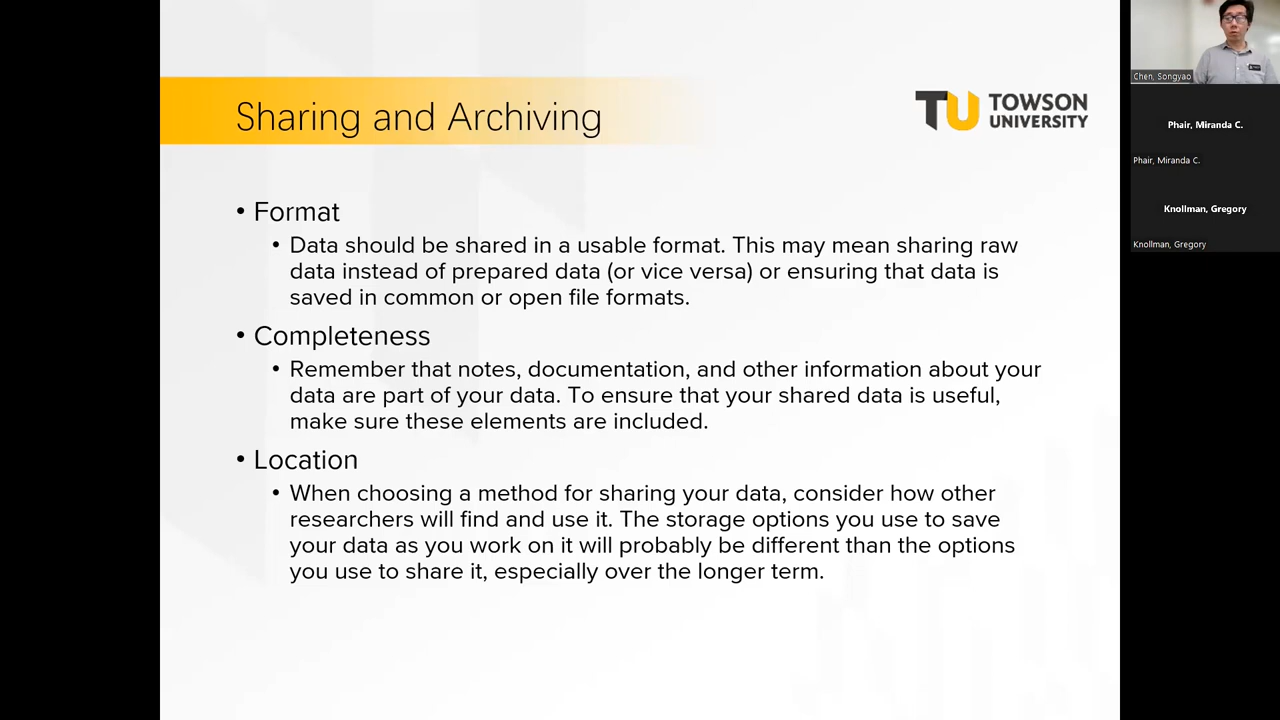 Sharing and Archiving
TOWSON
UNIVERSITY
• Format
• Data should be shared in a usable format. This may mean sharing raw
data instead of prepared data (or vice versa) or ensuring that data is
saved in common or open file formats.
• Completeness
• Remember that notes, documentation, and other information about your
data are part of your data. To ensure that your shared data is useful,
make sure these elements are included.
• Location
• When choosing a method for sharing your data, consider how other
researchers will find and use it. The storage options you use to save
your data as you work on it will probably be different than the options
you use to share it, especially over the longer term.
Chen, Songyao
Phair, Miranda C.
Phair, Miranda C.
Knollman, Gregory
Knollman, Gregory